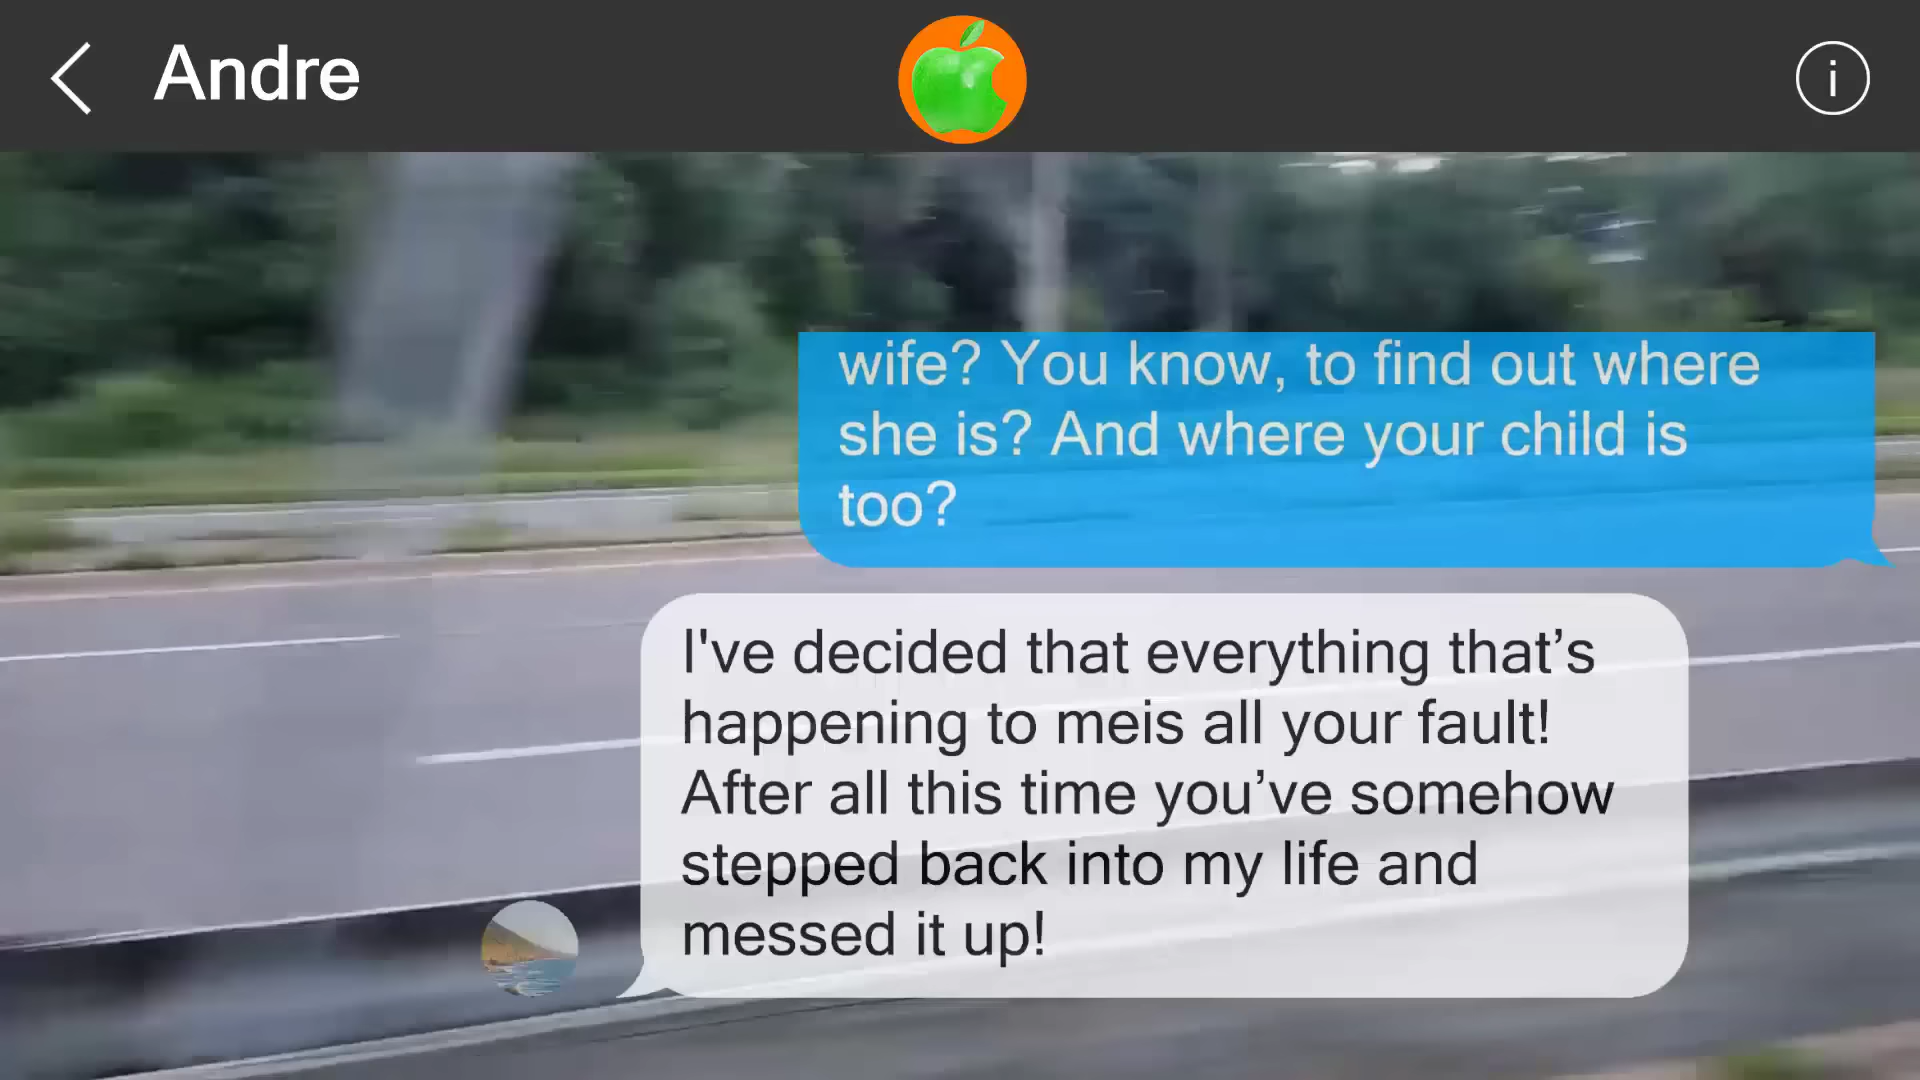 Andre
wife? You know, to find out where
she is? And where your child is
too?
I've decided that everything that’s
happening to meis all your fault!
After all this time you’ve somehow
stepped back into my life and
messed it up!